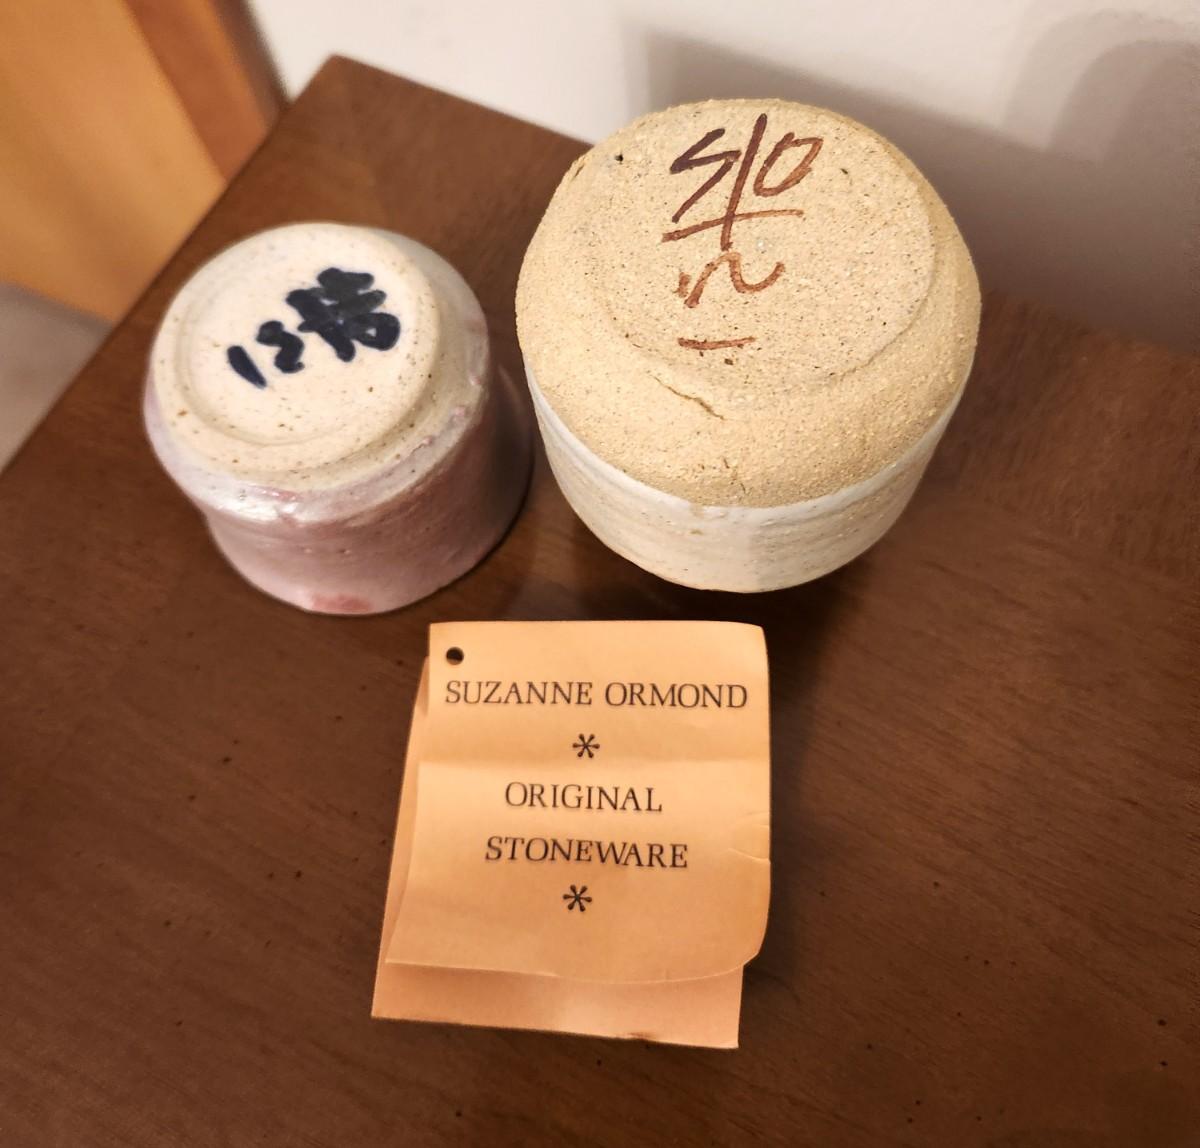 S/O
SUZANNE ORMOND
*
ORIGINAL
STONEWARE
*